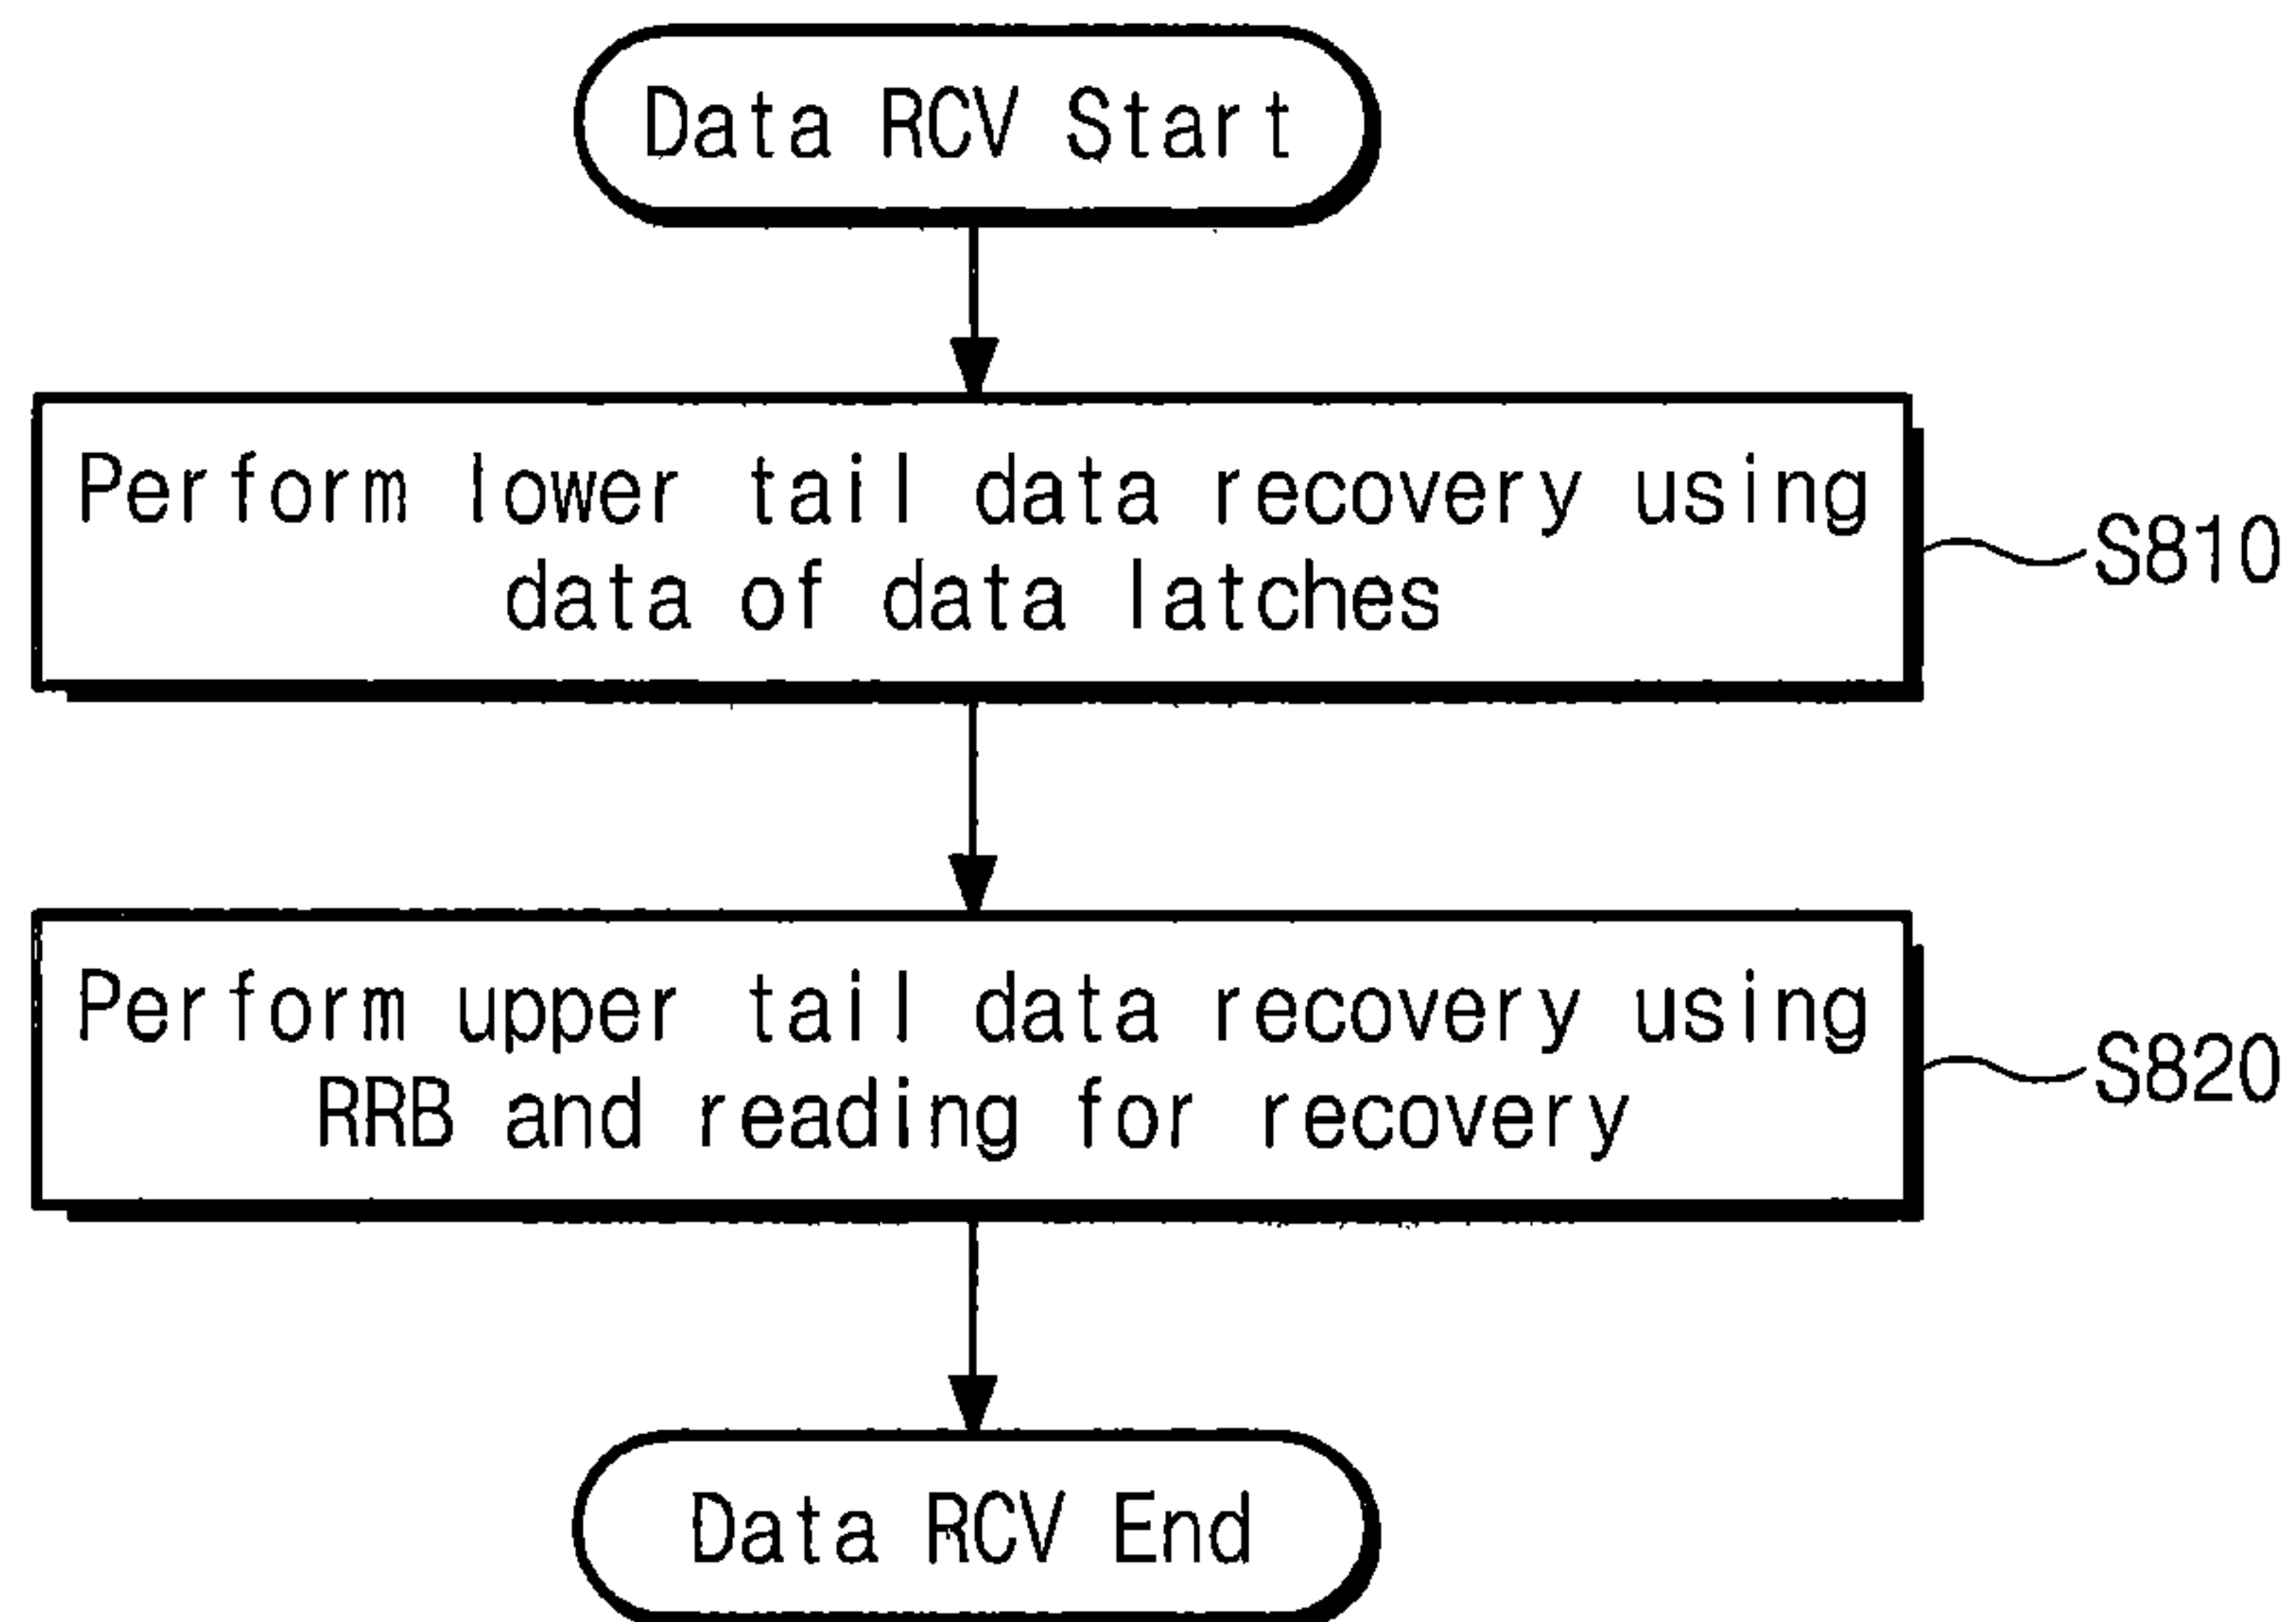 Data RCV Start
Perform lower tail data recovery using
data of data latches
S810
Perform upper tail data recovery using
RRB and reading for recovery
S820
Data RCV End